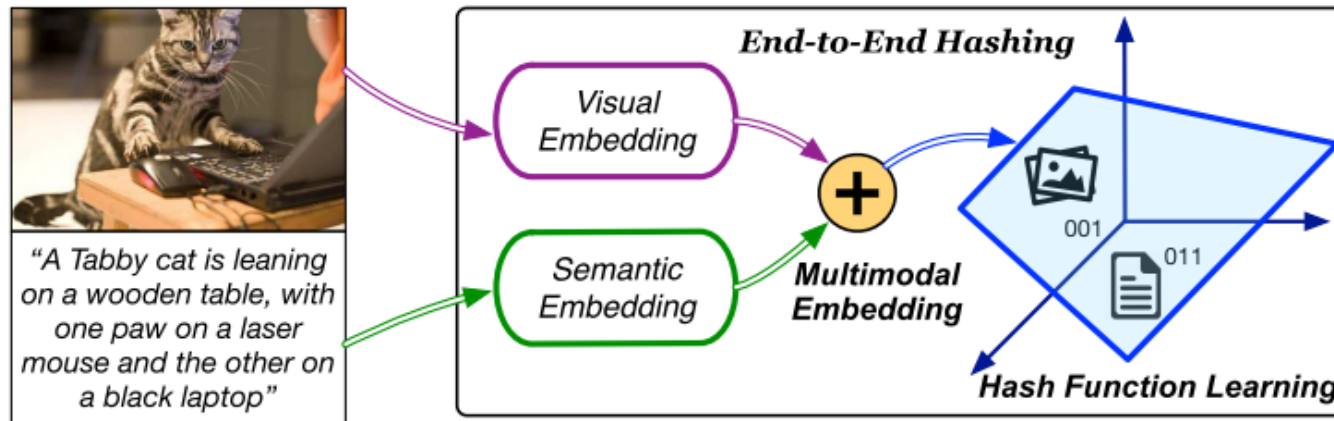 “A Tabby cat is leaning
on a wooden table, with
one paw on a laser
mouse and the other on
a black laptop”
End-to-End Hashing
Visual
Embedding
Semantic
Embedding
+
Multimodal
Embedding
001
011
Hash Function Learning